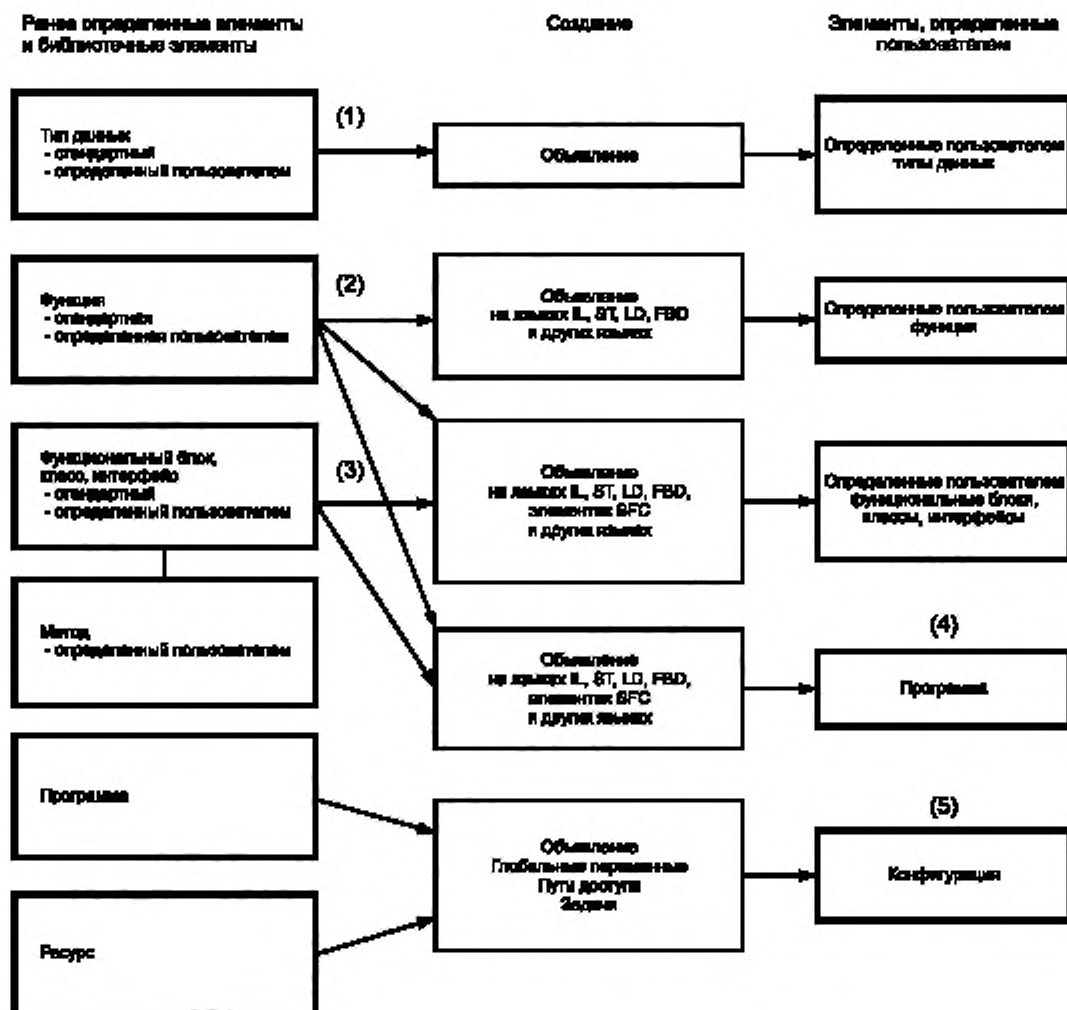 Ранее определенные элементы
и библиотечные элементы
Создание
Элементы, определенные
пользователем
Тип данных
- стандартный
- определенный пользователем
(1)
Объявление
Определенные пользователем
типы данных
Функция
- стандартная
- определенная пользователем
(2)
Объявление
на языках IL, ST, LD, FBD
и других языках
Определенные пользователем
функция
Функциональный блок,
класс, интерфейс
- стандартный
- определенный пользователем
(3)
Объявление
на языках IL, ST, LD, FBD,
элементах SFC
и других языках
Определенные пользователем
функциональные блоки,
классы, интерфейсы
Метод
- определенный пользователем
Объявление
на языках IL, ST, LD, FBD,
элементах SFC
и других языках
(4)
Программа
Программа
Объявление
Глобальные переменные
Пути доступа
Задачи
(5)
Конфигурация
Ресурс